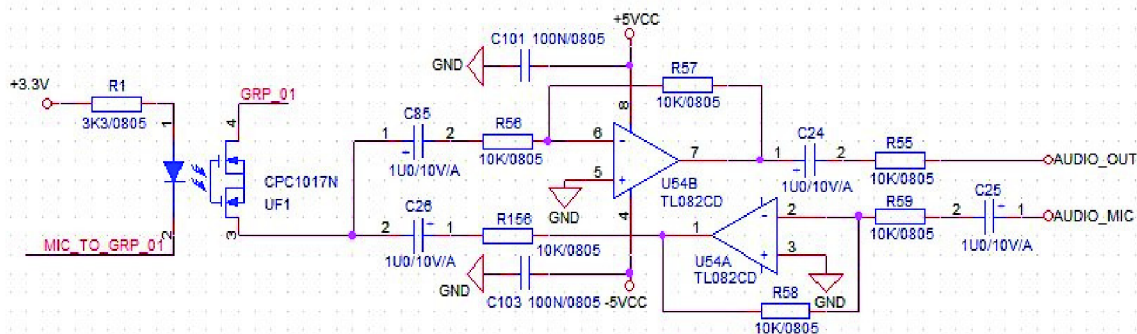 +5VCC
C101 100N/0805
GND
R57
10K/0805
+3.3V
R1
3K3/0805
GRP_01
1
4
8
C85
1
2
1U0/10V/A
R56
10K/0805
6
5
7
U54B
TL082CD
GND
4
C24
1
2
1U0/10V/A
R55
10K/0805
AUDIO_OUT
CPC1017N
UF1
2
3
MIC_TO_GRP_01
C26
2
1
1U0/10V/A
R156
10K/0805
1
2
3
U54A
TL082CD
GND
R59
10K/0805
C25
2
1
1U0/10V/A
AUDIO_MIC
GND
C103 100N/0805
-5VCC
R58
10K/0805